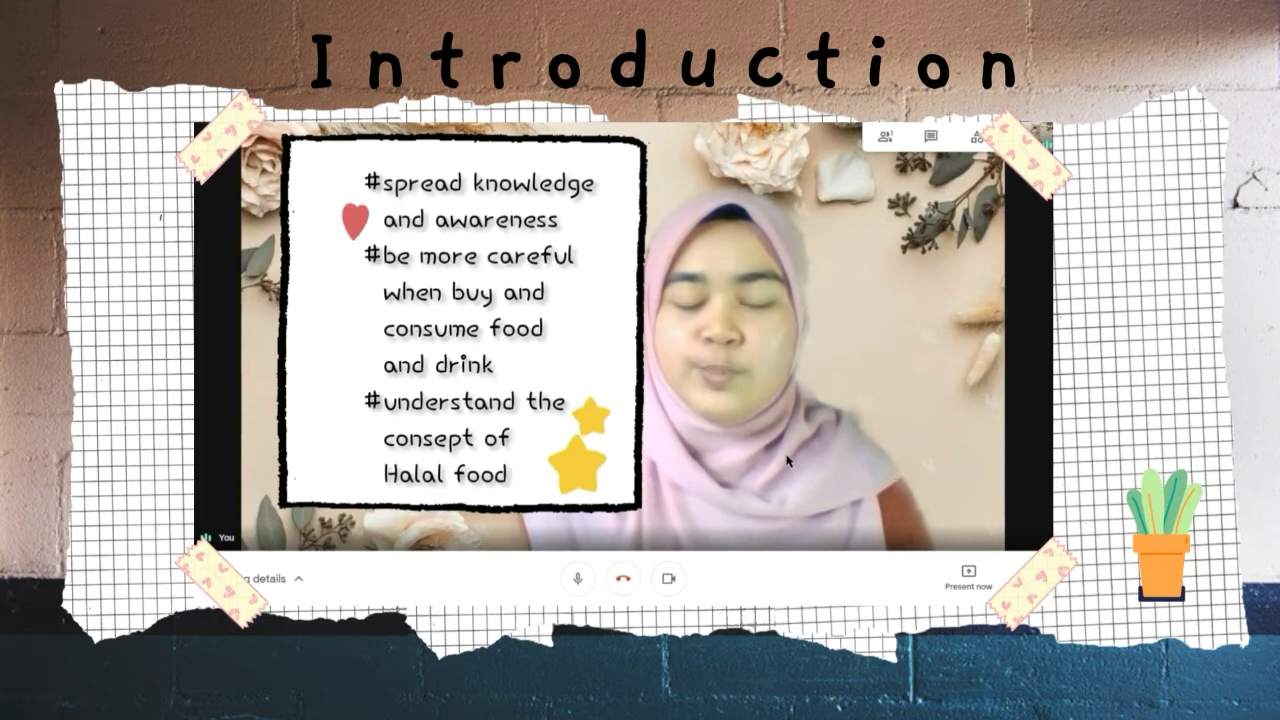 Introduction
#spread knowledge
and awareness
#be more careful
when buy and
consume food
and drink
#understand the
consept of
Halal food
You
g details
Present now